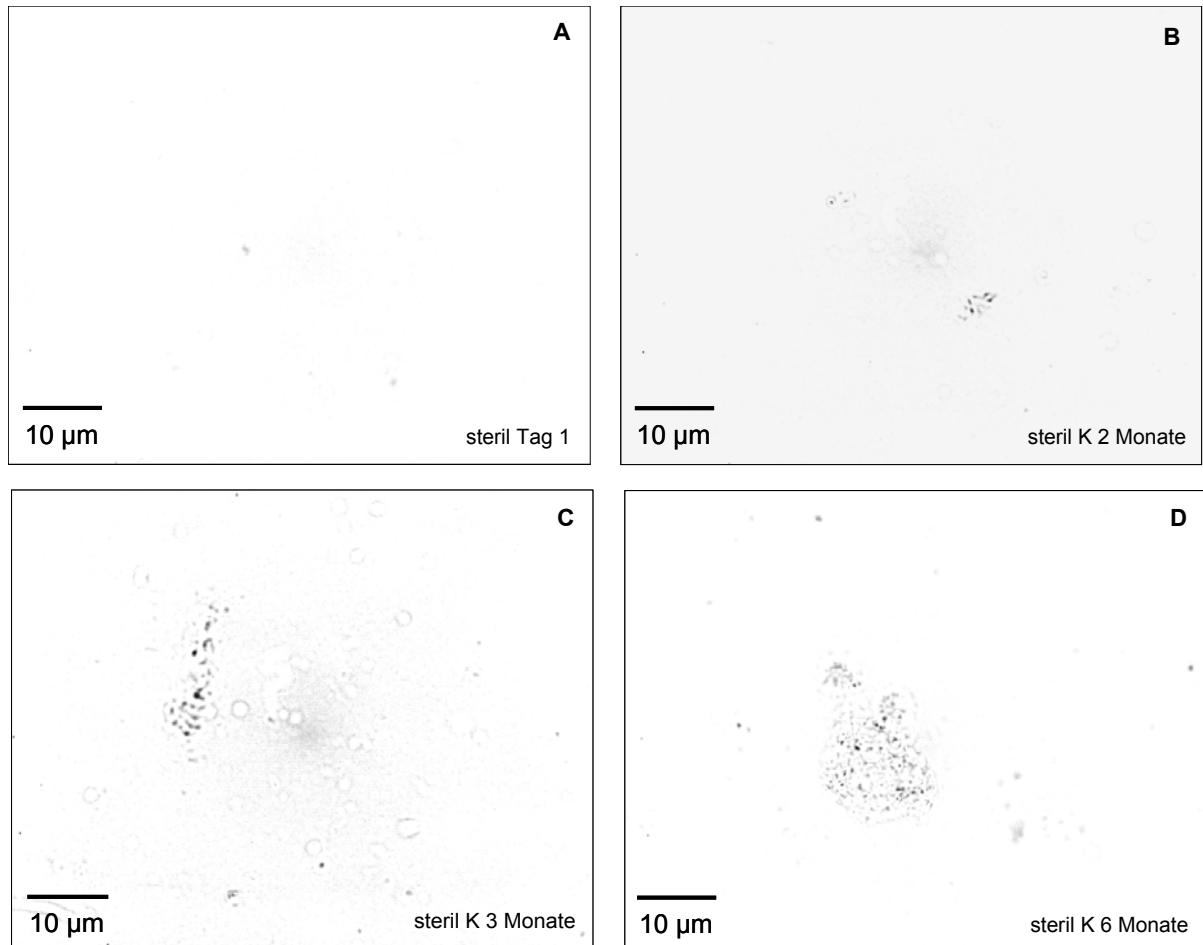 A
10 µm
steril Tag 1
B
10 µm
steril K 2 Monate
C
10 µm
steril K 3 Monate
D
10 µm
steril K 6 Monate